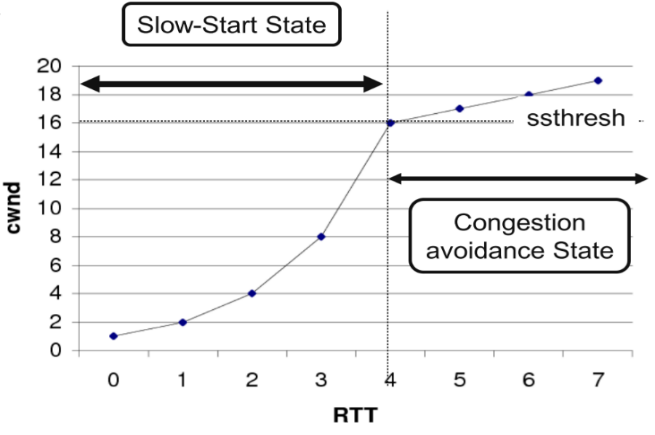 Slow-Start State
20
18
16
14
12
10
8
6
4
2
0
cwnd
ssthresh
Congestion
avoidance State
0 1 2 3 4 5 6 7
RTT